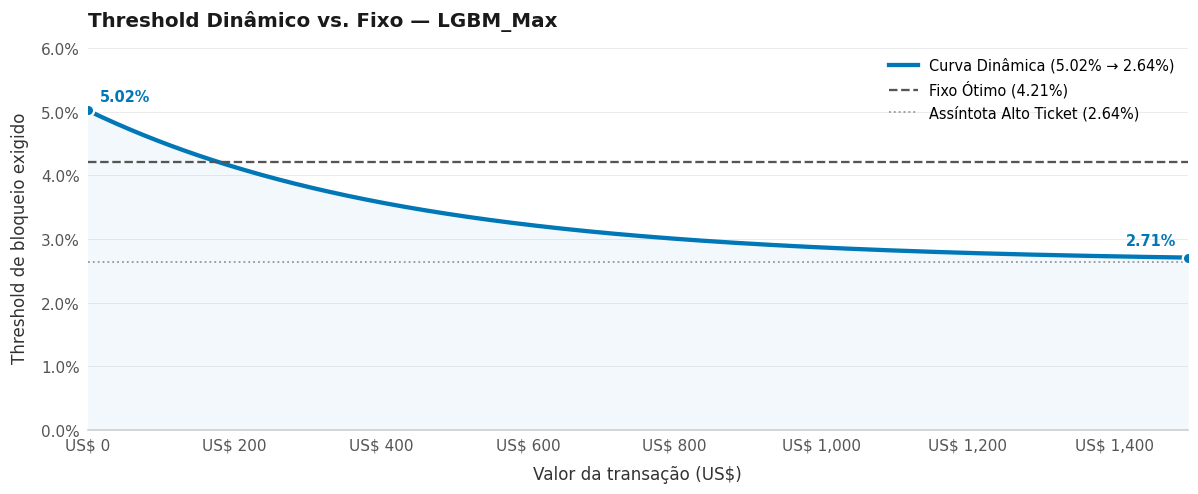 Threshold Dinâmico vs. Fixo — LGBM_Max
Threshold de bloqueio exigido
6.0%
5.0%
4.0%
3.0%
2.0%
1.0%
0.0%
5.02%
2.71%
Curva Dinâmica (5.02% → 2.64%)
Fixo Ótimo (4.21%)
Assíntota Alto Ticket (2.64%)
US$ 0 US$ 200 US$ 400 US$ 600 US$ 800 US$ 1,000 US$ 1,200 US$ 1,400
Valor da transação (US$)